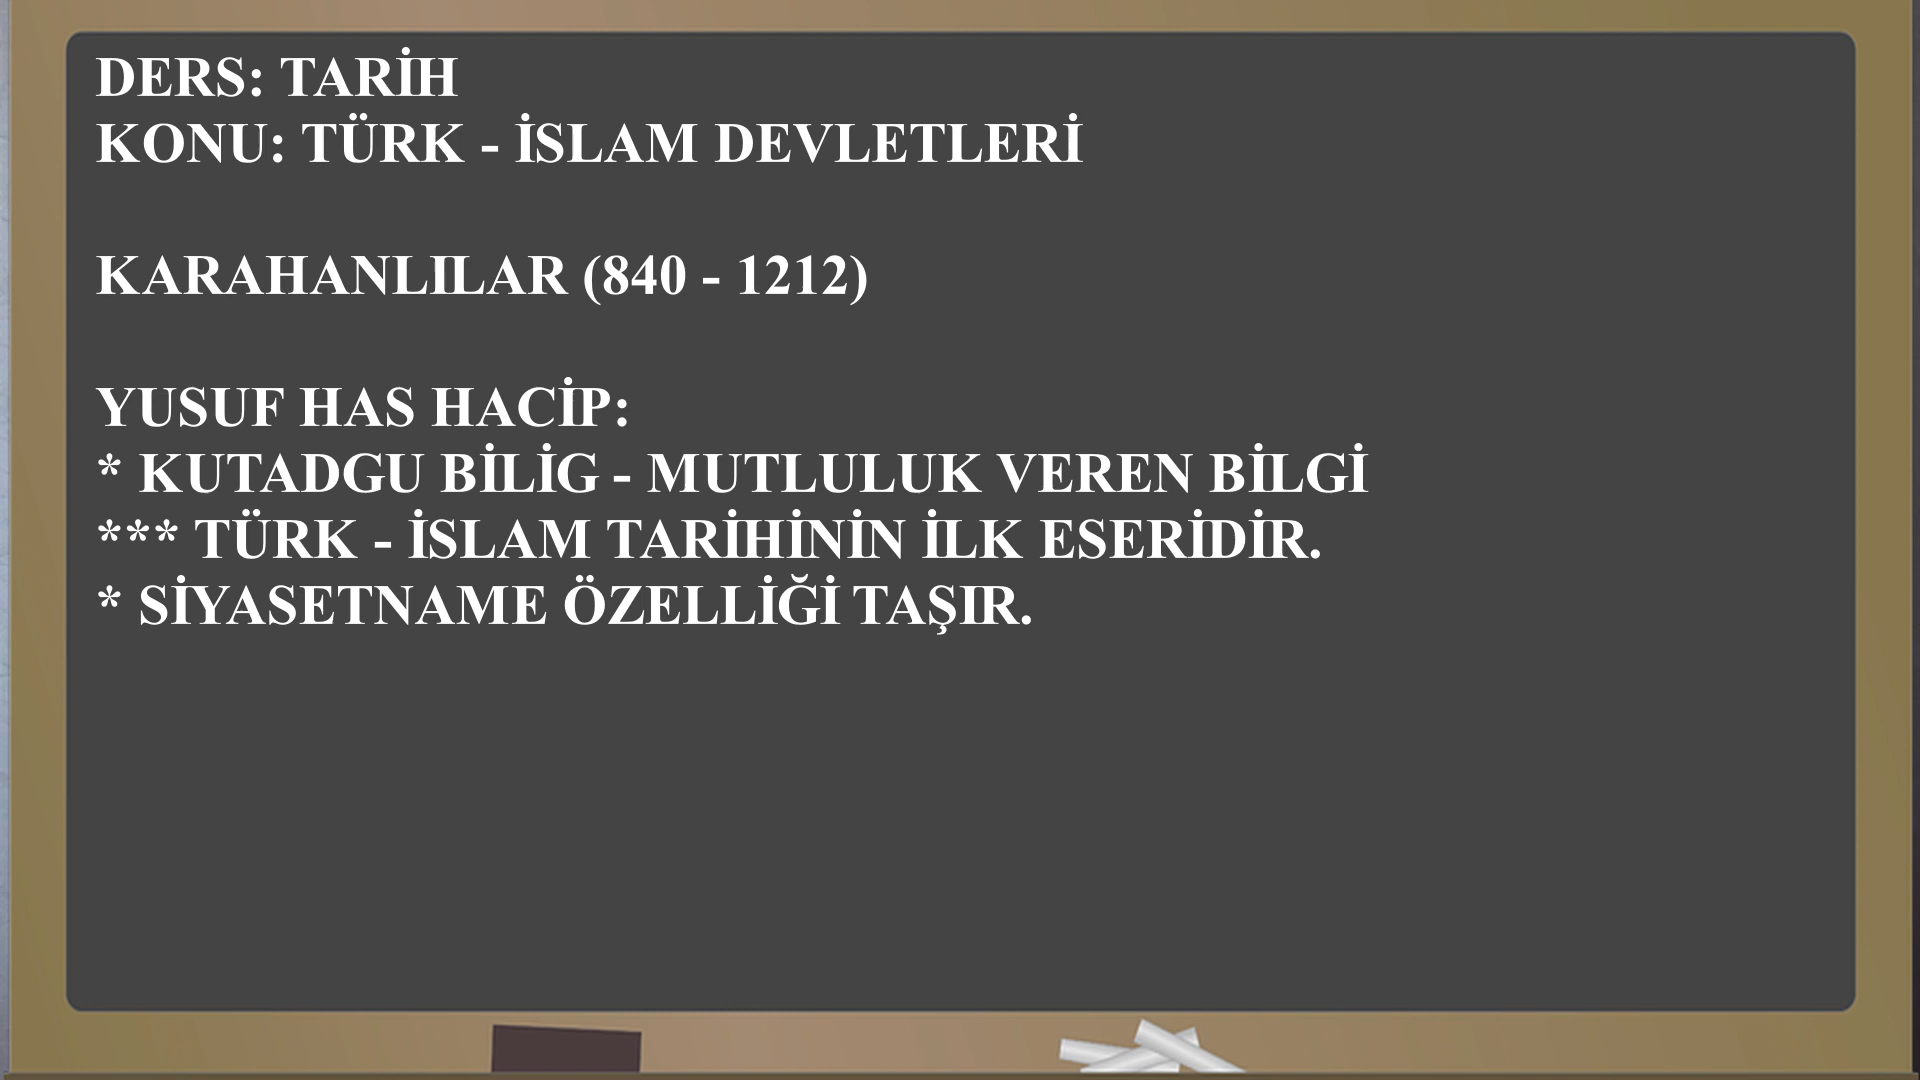 DERS: TARİH
KONU: TÜRK - İSLAM DEVLETLERİ
KARAHANLILAR (840 - 1212)
YUSUF HAS HACİP:
* KUTADGU BİLİG - MUTLULUK VEREN BİLGİ
*** TÜRK - İSLAM TARİHİNİN İLK ESERİDİR.
* SİYASETNAME ÖZELLİĞİ TAŞIR.